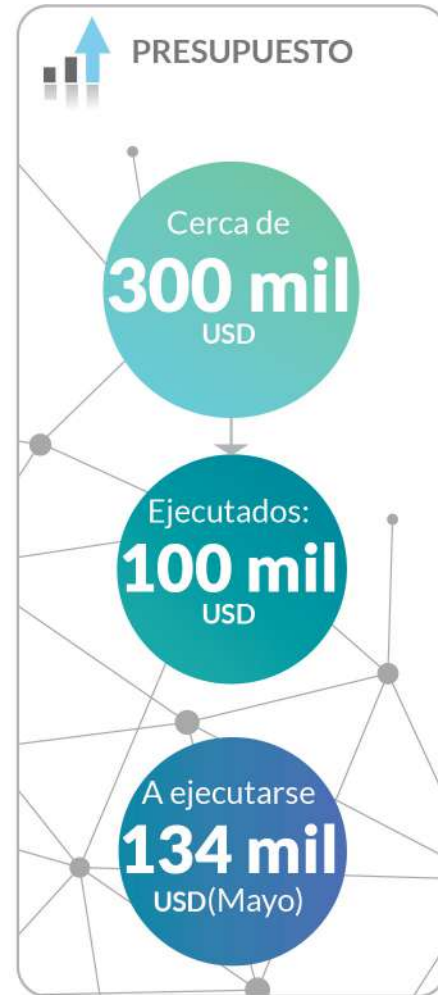 PRESUPUESTO
Cerca de
300 mil
USD
Ejecutados:
100 mil
USD
A ejecutarse
134 mil
USD(Mayo)